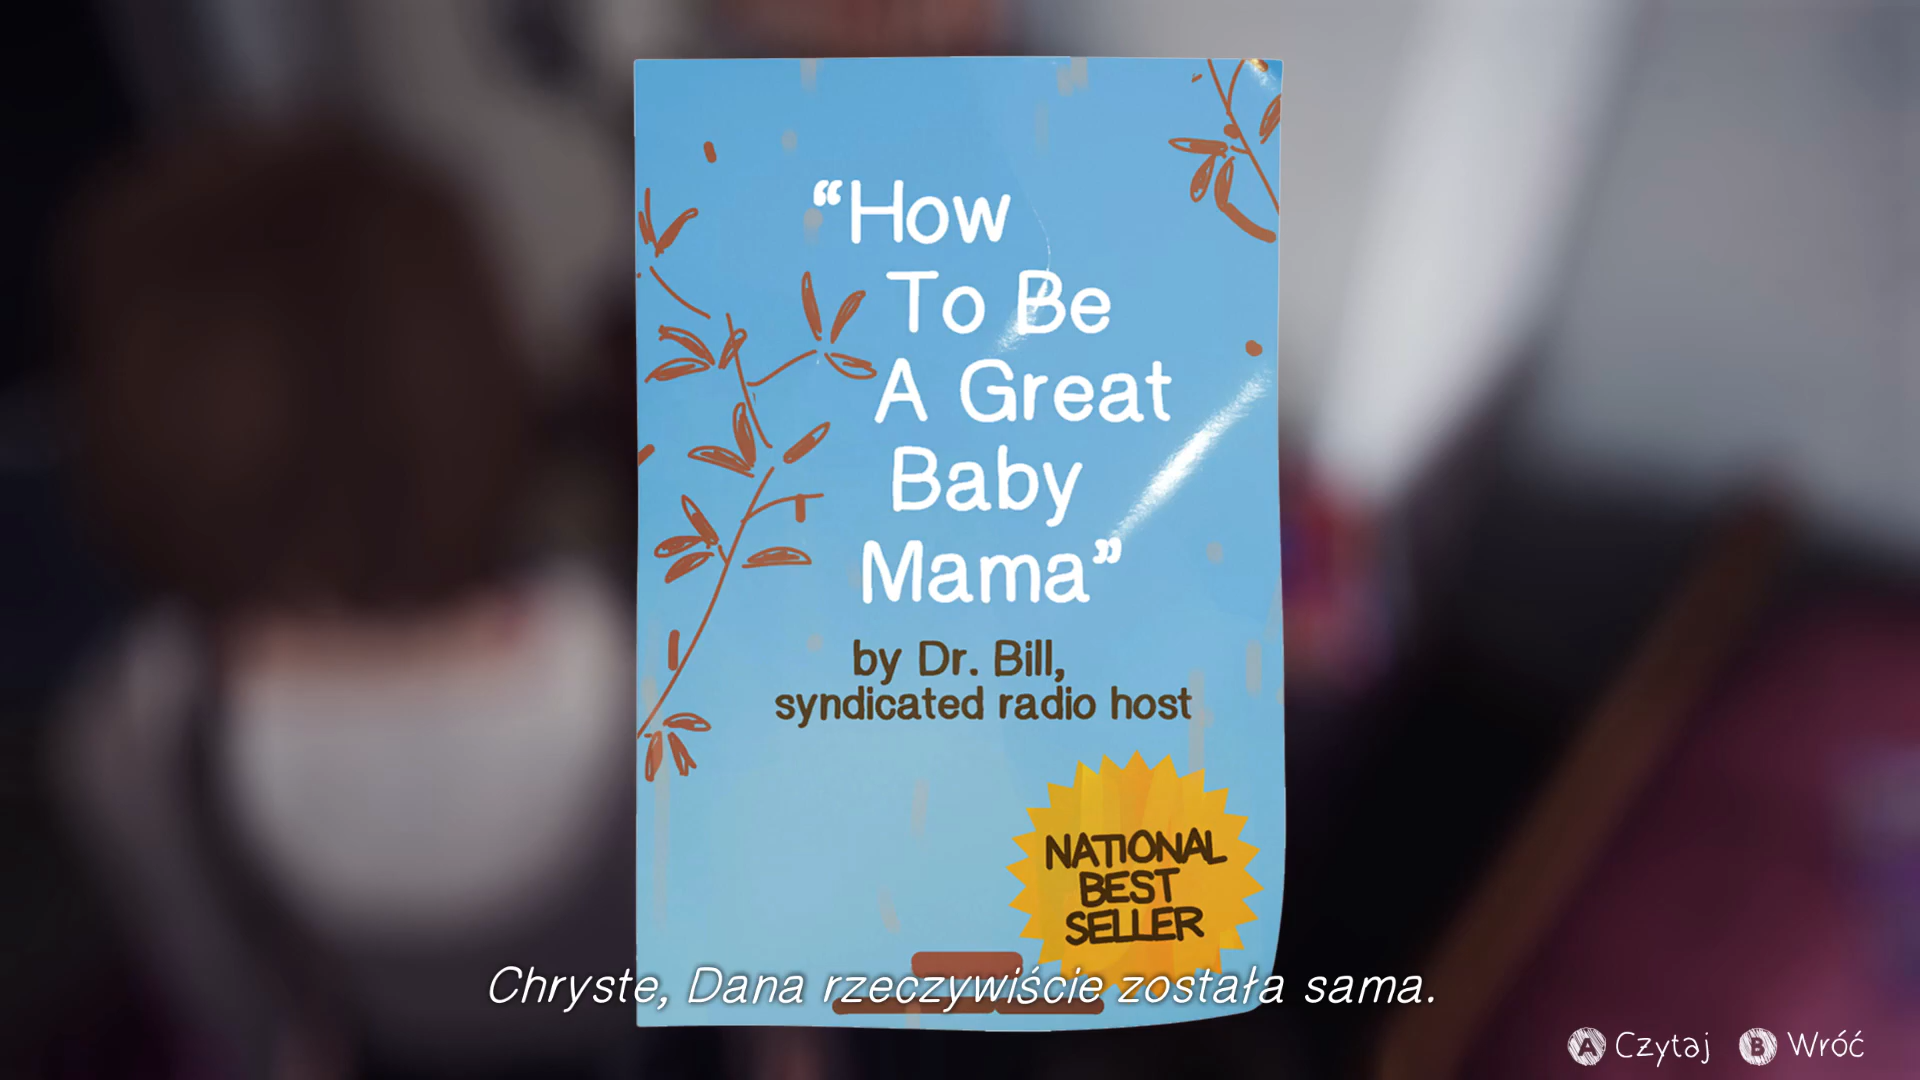 “How
To Be
A Great
Baby
Mama”
by Dr. Bill,
syndicated radio host
NATIONAL
BEST
SELLER
Chryste, Dana rzeczywiście została sama.
A Czytaj B Wróć